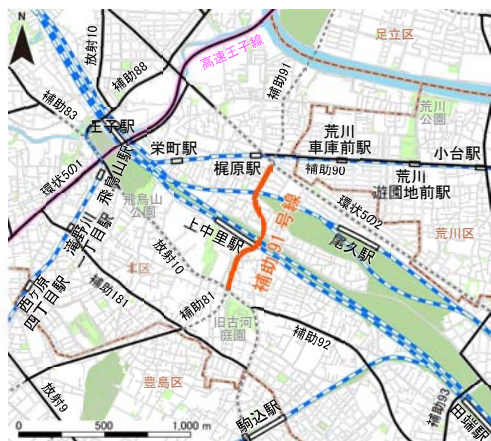 N
放射10
補助88
高速王子線
足立区
補助91
補助83
荒川
公園
王子駅
栄町駅
梶原駅
荒川
車庫前駅
小台駅
補助90
荒川
遊園地前駅
環状5の1
飛鳥山駅
飛鳥山
公園
環状5の2
荒川区
滝野川
一丁目駅
上中里駅
補助91号線
尾久駅
西ヶ原
四丁目駅
本区
放射10
補助181
補助81
旧古河
庭園
補助92
豊島区
放射9
駒込駅
補助93
田端駅
0
500
1,000 m